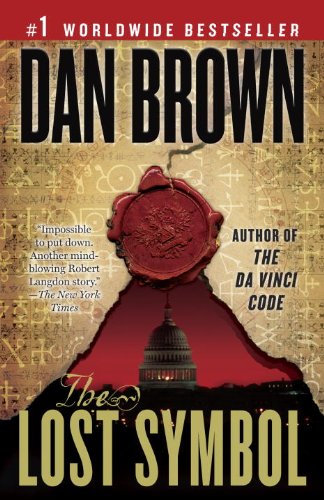 #1 WORLDWIDE BESTSELLER
DAN BROWN
“Impossible
to put down.
Another mind-
blowing Robert
Langdon story.”
—The New York
Times
AUTHOR OF
THE
DA VINCI
CODE
The
LOST SYMBOL